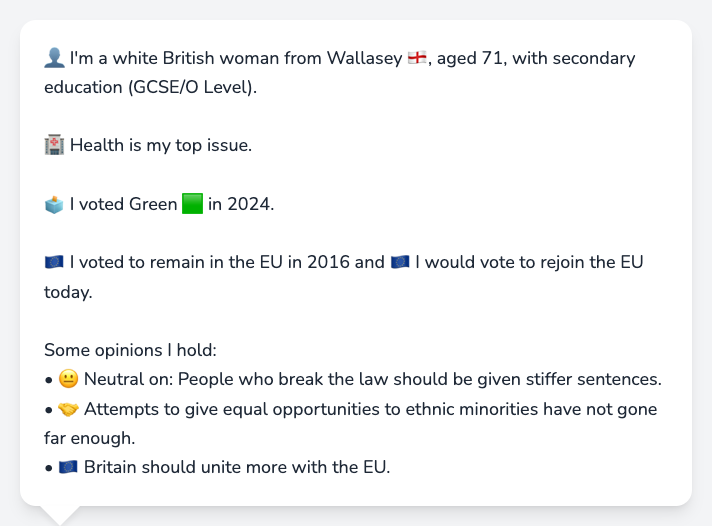 👤 I'm a white British woman from Wallasey 🏴󠁧󠁢󠁥󠁮󠁧󠁿, aged 71, with secondary
education (GCSE/O Level).
🏥 Health is my top issue.
🗳️ I voted Green 🟩 in 2024.
🇪🇺 I voted to remain in the EU in 2016 and 🇪🇺 I would vote to rejoin the EU
today.
Some opinions I hold:
• 😐 Neutral on: People who break the law should be given stiffer sentences.
• 🤝 Attempts to give equal opportunities to ethnic minorities have not gone
far enough.
• 🇪🇺 Britain should unite more with the EU.